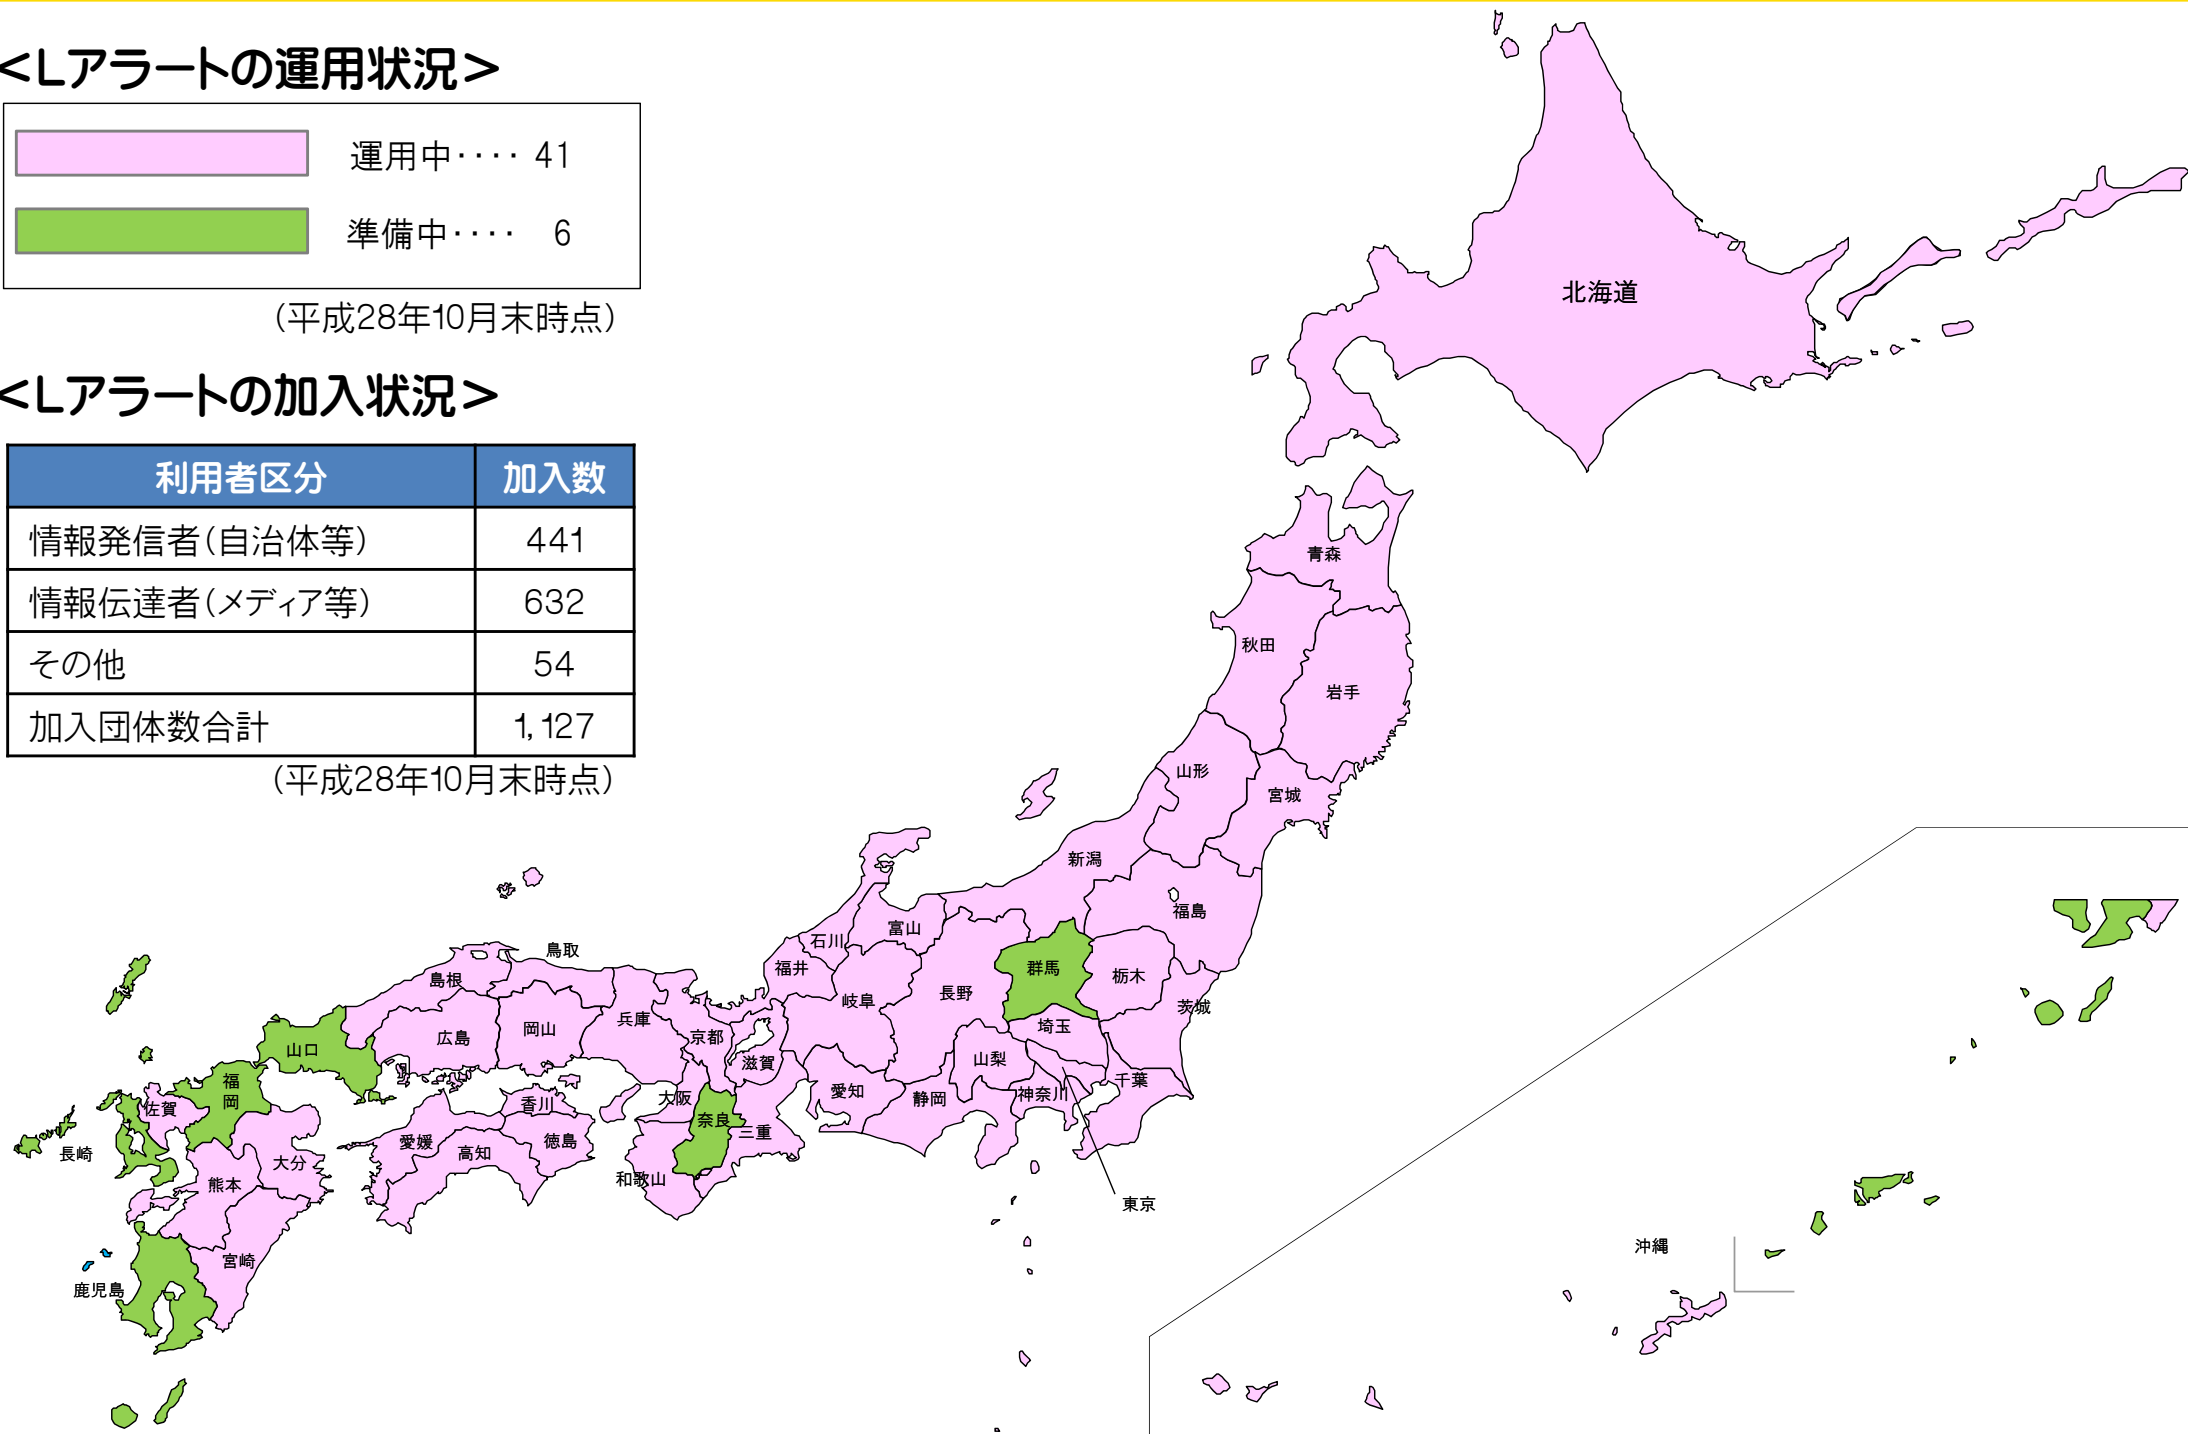 <Lアラートの運用状況>
運用中････ 41
準備中････ 6
(平成28年10月末時点)
<Lアラートの加入状況>
利用者区分 加入数
情報発信者(自治体等) 441
情報伝達者(メディア等) 632
その他 54
加入団体数合計 1,127
(平成28年10月末時点)
北海道
青森
秋田
岩手
山形
宮城
新潟
福島
富山
石川
福井
群馬
栃木
茨城
長野
岐阜
埼玉
山梨
千葉
神奈川
東京
静岡
愛知
鳥取
島根
広島
岡山
兵庫
京都
滋賀
大阪
奈良
三重
和歌山
山口
香川
徳島
愛媛
高知
福
岡
佐賀
長崎
大分
熊本
宮崎
鹿児島
沖縄